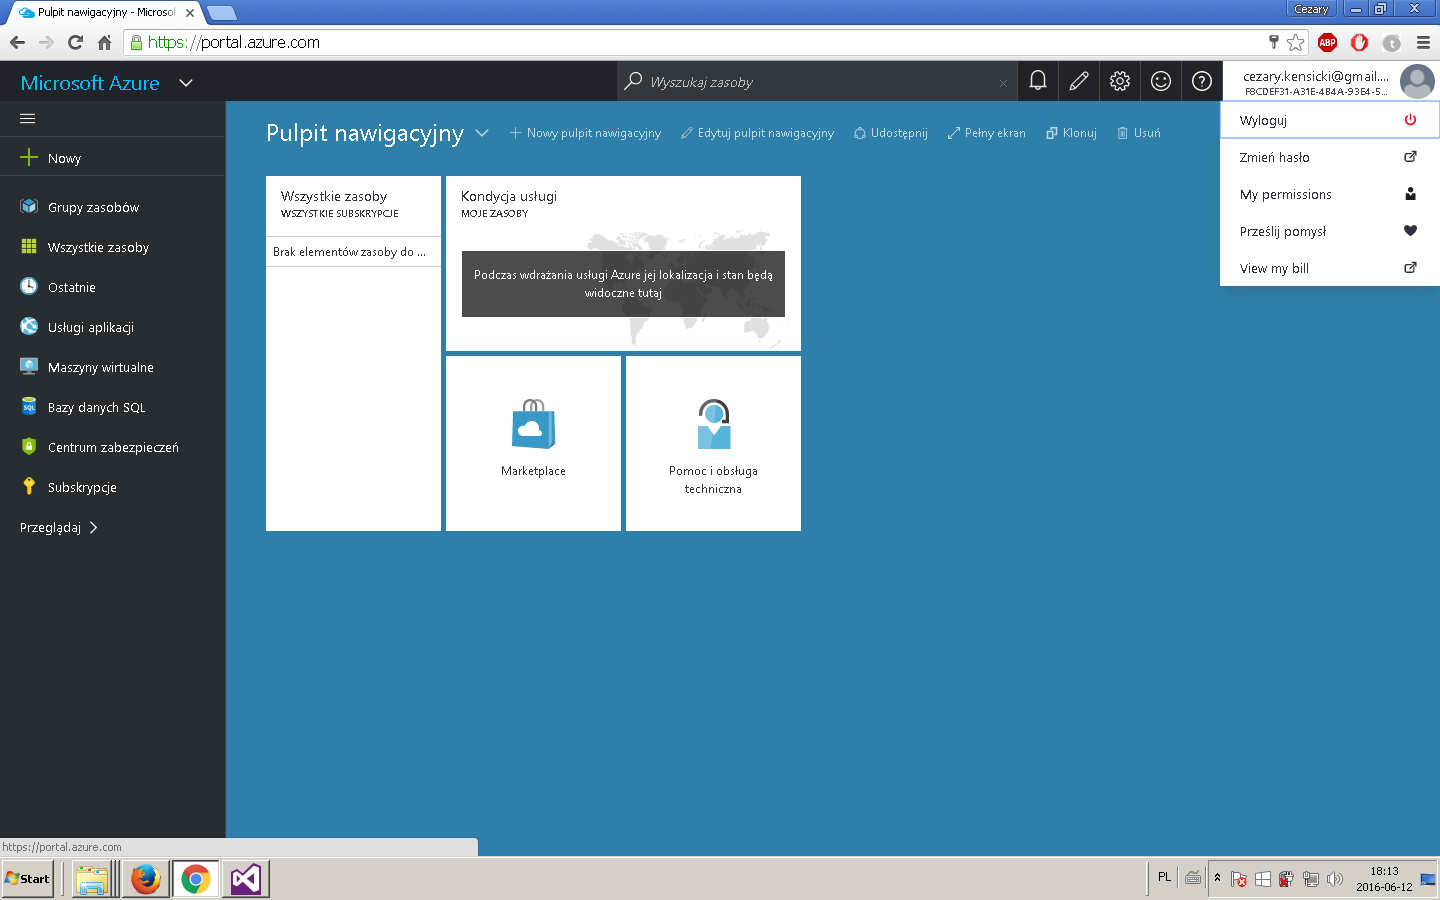 Pulpit nawigacyjny - Microsof
Cezary
https://portal.azure.com
ABP
t
Microsoft Azure
Wyszukaj zasoby
cezary.kensicki@gmail....
F8CDEF31-A31E-4B4A-93E4-5...
Wyloguj
Zmień hasło
My permissions
Prześlij pomysł
View my bill
Nowy
Grupy zasobów
Wszystkie zasoby
Ostatnie
Usługi aplikacji
Maszyny wirtualne
SQL
Bazy danych SQL
Centrum zabezpieczeń
Subskrypcje
Przeglądaj
Pulpit nawigacyjny
Nowy pulpit nawigacyjny
Edytuj pulpit nawigacyjny
Udostępnij
Pełny ekran
Klonuj
Usuń
Wszystkie zasoby
WSZYSTKIE SUBSKRYPCJE
Brak elementów zasoby do ...
Kondycja usługi
MOJE ZASOBY
Podczas wdrażania usługi Azure jej lokalizacja i stan będą
widoczne tutaj
Marketplace
Pomoc i obsługa
techniczna
https://portal.azure.com
Start
PL
18:13
2016-06-12